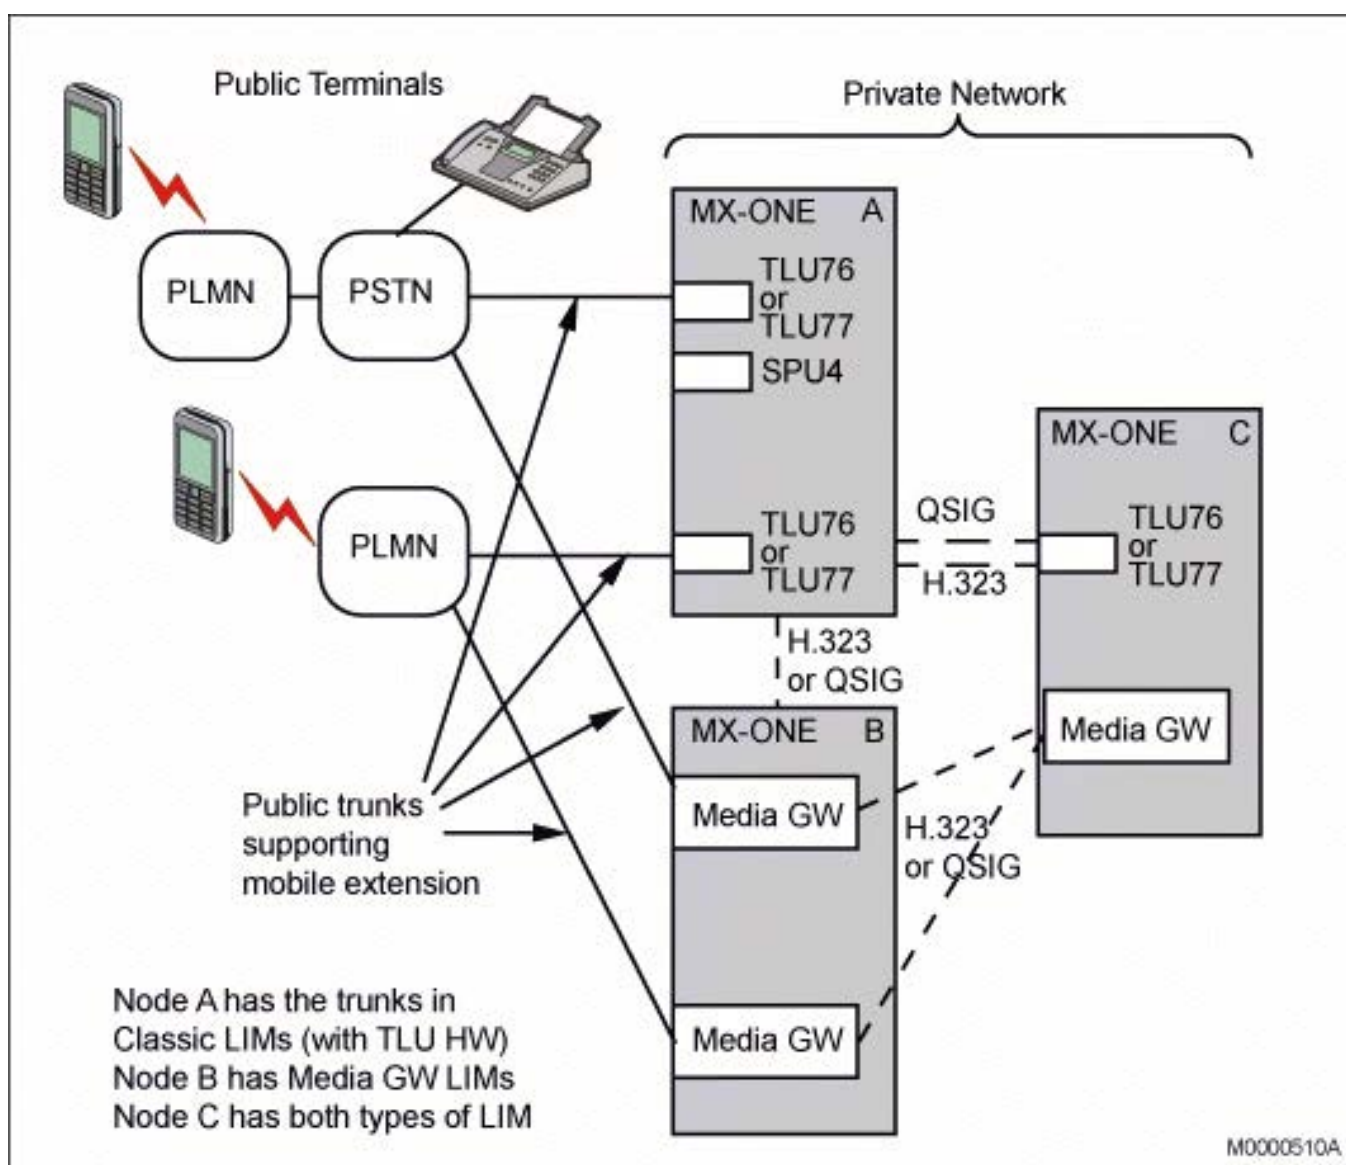 Public Terminals
Private Network
MX-ONE A
TLU76
or
TLU77
SPU4
PLMN
PSTN
MX-ONE C
PLMN
TLU76
or
TLU77
QSIG
H.323
TLU76
or
TLU77
H.323
or QSIG
MX-ONE B
Media GW
Media GW
H.323
or QSIG
Public trunks
supporting
mobile extension
Media GW
Node A has the trunks in
Classic LIMs (with TLU HW)
Node B has Media GW LIMs
Node C has both types of LIM
M0000510A